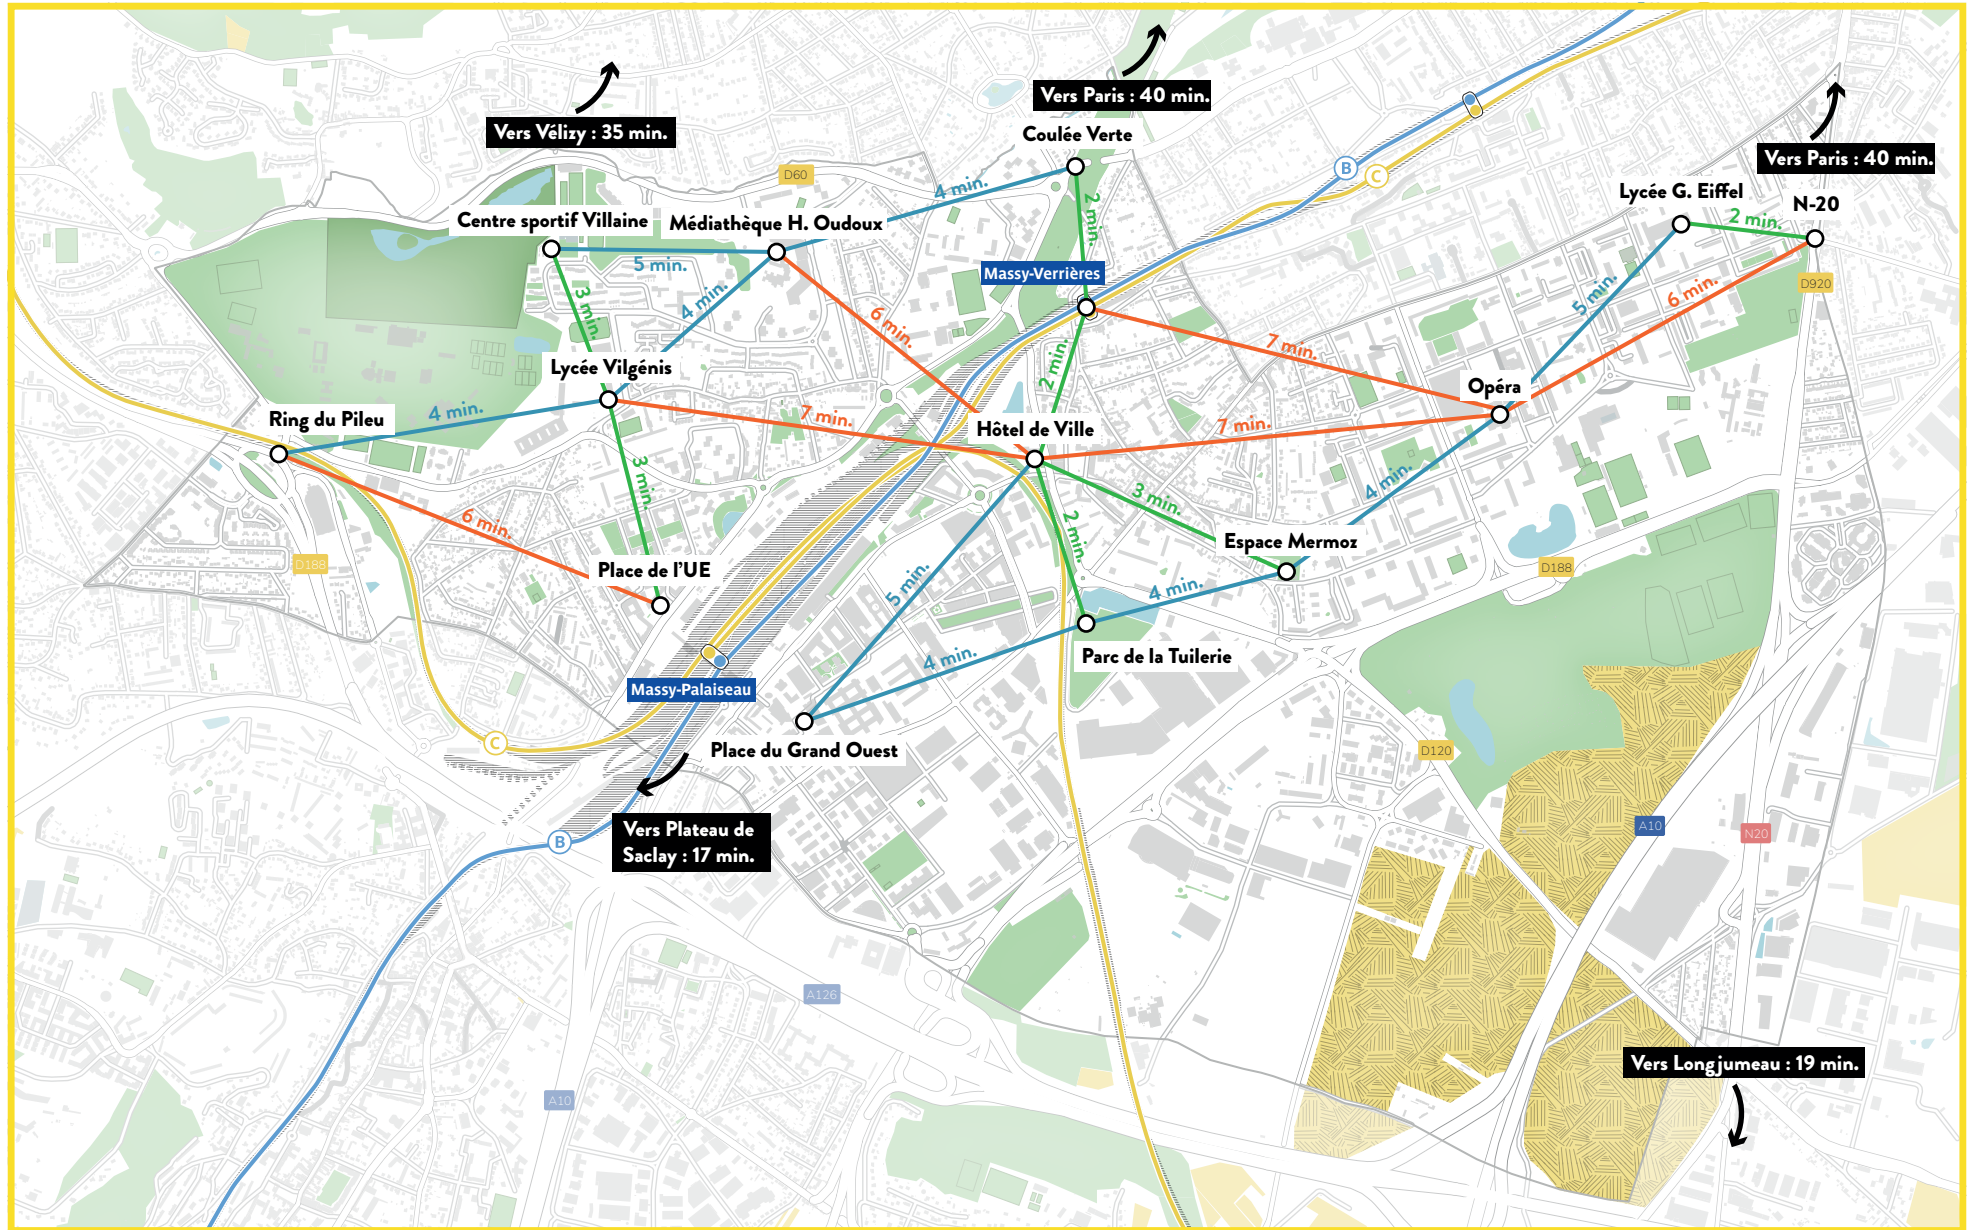 Vers Paris : 40 min.
Vers Vélizy : 35 min.
Coulée Verte
Vers Paris : 40 min.
B
C
D60
4 min.
Lycée G. Eiffel
N-20
2 min.
2 min.
Centre sportif Villaine
Médiathèque H. Oudoux
5 min.
Massy-Verrières
D920
3 min.
4 min.
6 min.
5 min.
6 min.
7 min.
2 min.
Lycée Vilgénis
Opéra
Ring du Pileu
4 min.
7 min.
Hôtel de Ville
7 min.
3 min.
4 min.
3 min.
6 min.
2 min.
Espace Mermoz
D188
Place de l'UE
5 min.
4 min.
D188
4 min.
Parc de la Tuilerie
Massy-Palaiseau
C
Place du Grand Ouest
D120
Vers Plateau de
Saclay : 17 min.
B
A10
N20
A126
Vers Longjumeau : 19 min.
A10